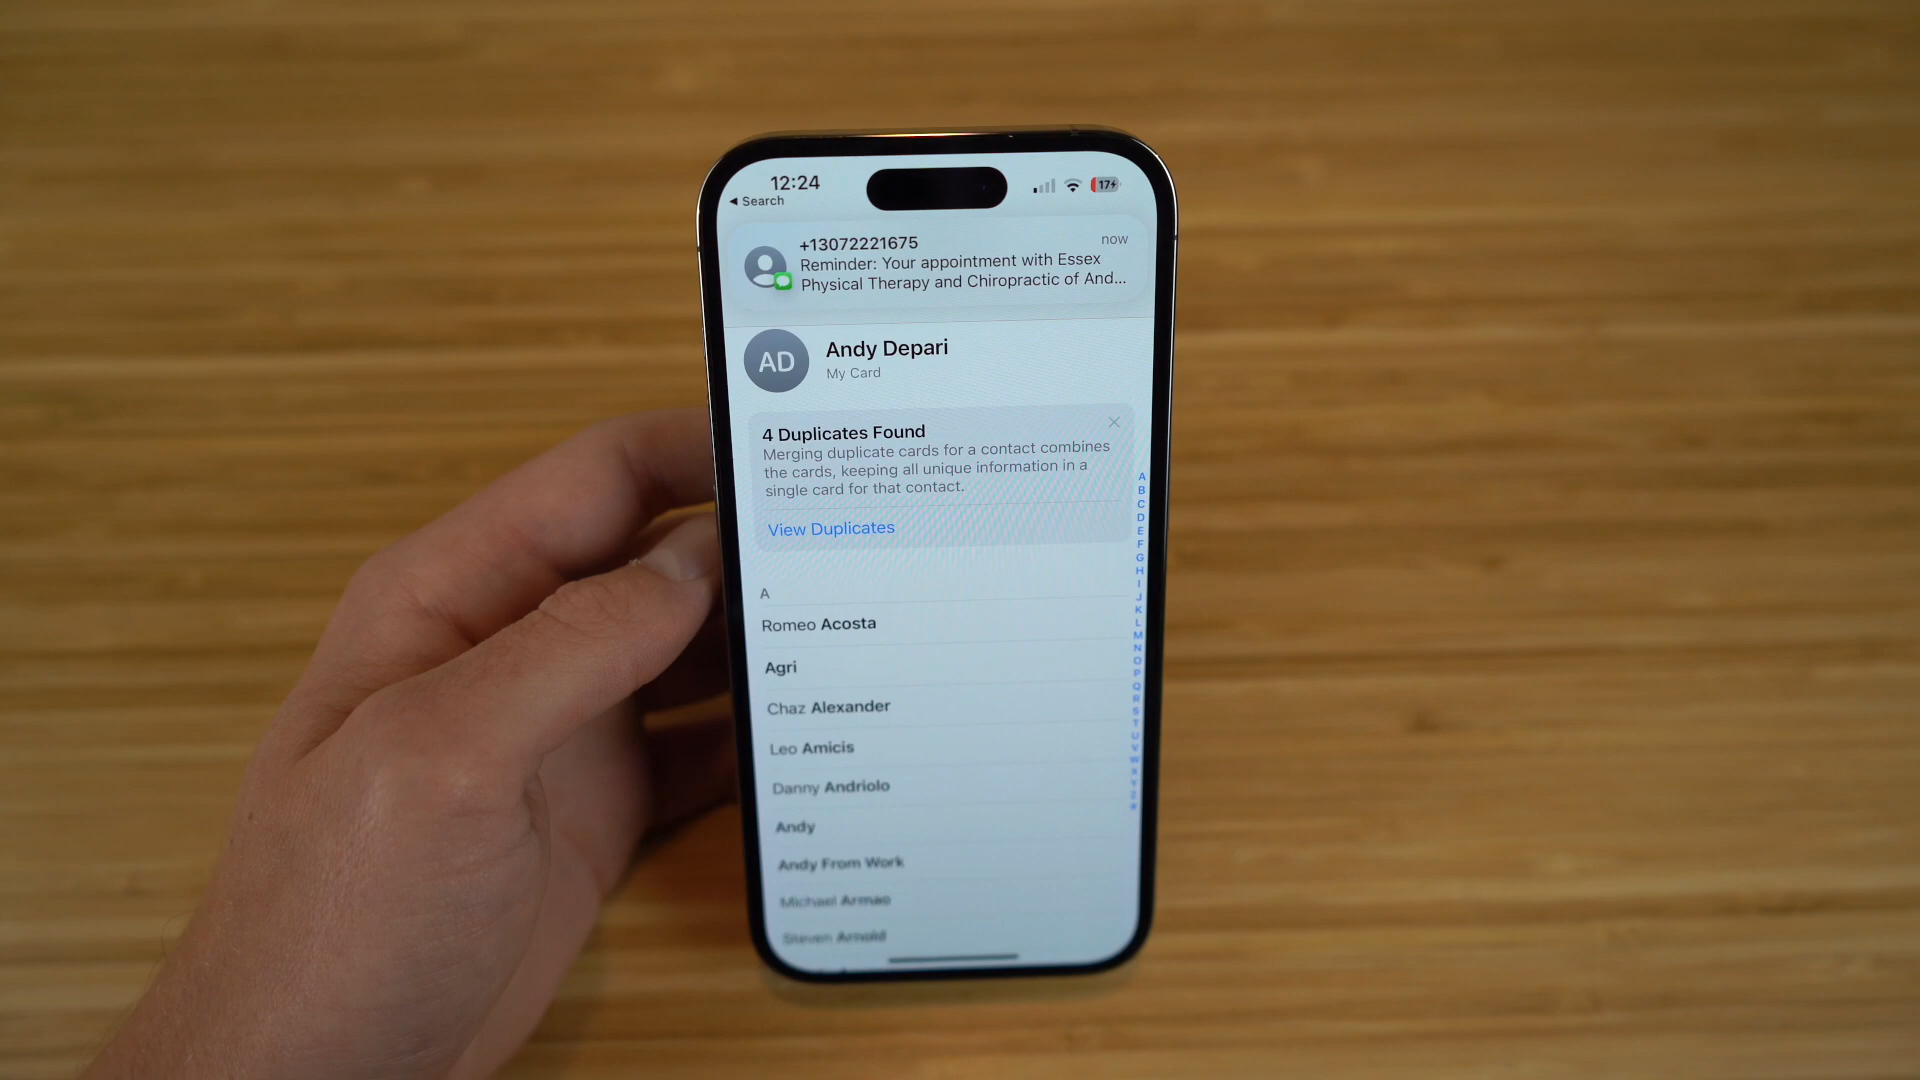 12:24
◀ Search
17
+13072221675
now
Reminder: Your appointment with Essex
Physical Therapy and Chiropractic of And...
AD
Andy Depari
My Card
4 Duplicates Found
Merging duplicate cards for a contact combines
the cards, keeping all unique information in a
single card for that contact.
View Duplicates
A
Romeo Acosta
Agri
Chaz Alexander
Leo Amicis
Danny Andriolo
Andy
Andy From Work
Michael Armao
Steven Arnold
A
B
C
D
E
F
G
H
I
J
K
L
M
N
O
P
Q
R
S
T
U
V
W
X
Y
Z
#